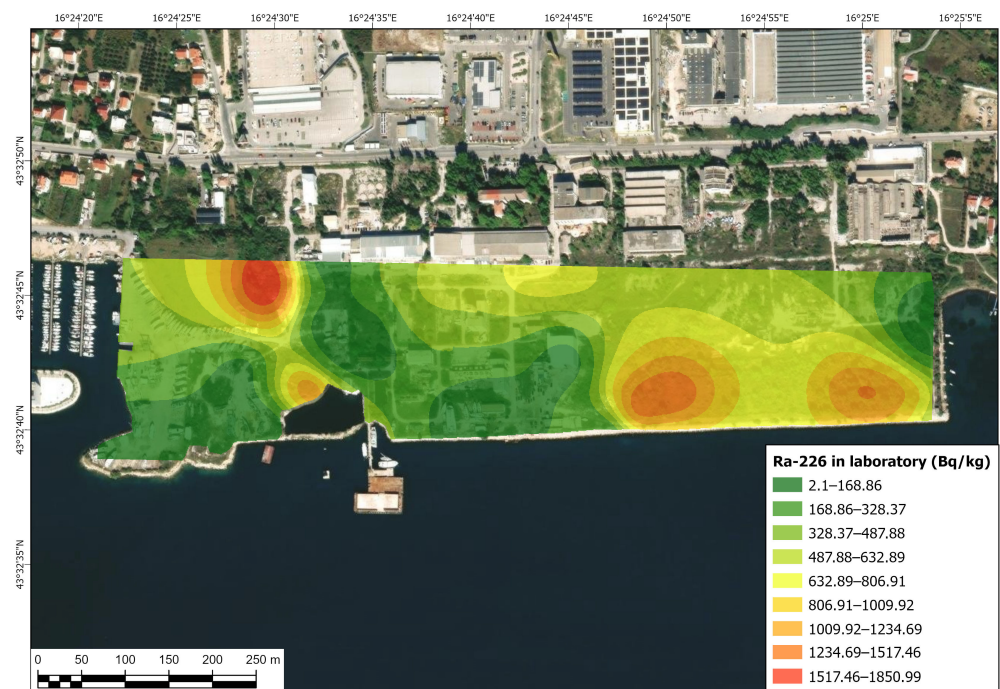 16°24'20"E 16°24'25"E 16°24'30"E 16°24'35"E 16°24'40"E 16°24'45"E 16°24'50"E 16°24'55"E 16°25'E 16°25'5"E
43°32'50"N
43°32'45"N
43°32'40"N
43°32'35"N
Ra-226 in laboratory (Bq/kg)
2.1–168.86
168.86–328.37
328.37–487.88
487.88–632.89
632.89–806.91
806.91–1009.92
1009.92–1234.69
1234.69–1517.46
1517.46–1850.99
0 50 100 150 200 250 m